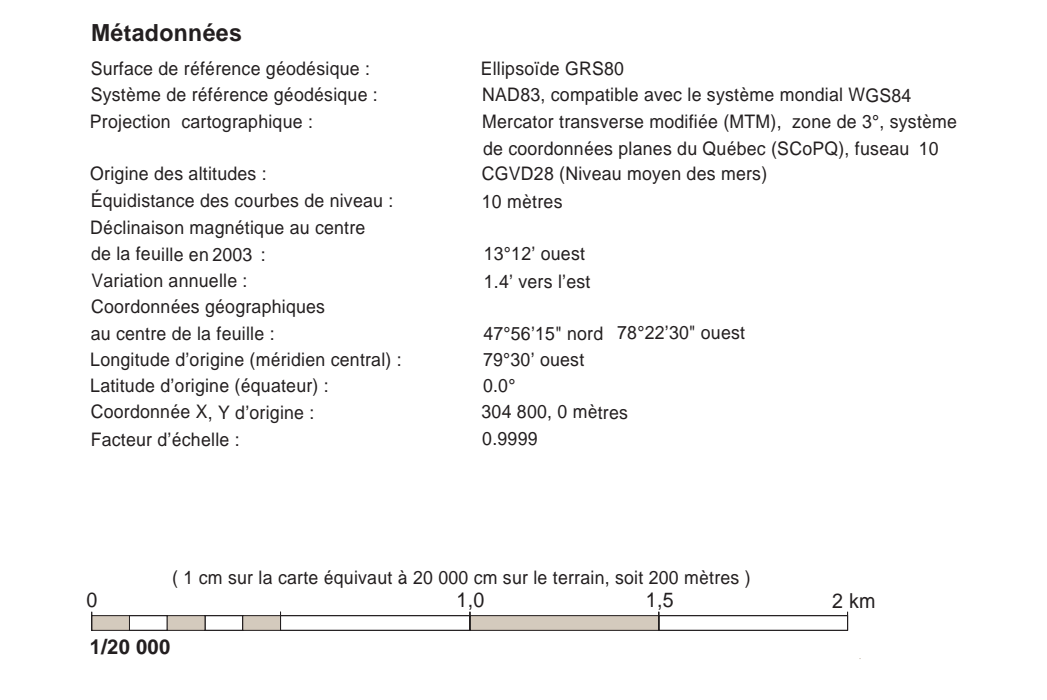 Métadonnées
Surface de référence géodésique : Ellipsoïde GRS80
Système de référence géodésique : NAD83, compatible avec le système mondial WGS84
Projection cartographique : Mercator transverse modifiée (MTM), zone de 3°, système
de coordonnées planes du Québec (SCoPQ), fuseau 10
Origine des altitudes : CGVD28 (Niveau moyen des mers)
Équidistance des courbes de niveau : 10 mètres
Déclinaison magnétique au centre
de la feuille en 2003 : 13°12’ ouest
Variation annuelle : 1.4’ vers l’est
Coordonnées géographiques
au centre de la feuille : 47°56’15" nord 78°22’30" ouest
Longitude d’origine (méridien central) : 79°30’ ouest
Latitude d’origine (équateur) : 0.0°
Coordonnée X, Y d’origine : 304 800, 0 mètres
Facteur d’échelle : 0.9999
( 1 cm sur la carte équivaut à 20 000 cm sur le terrain, soit 200 mètres )
0 1,0 1,5 2 km
1/20 000